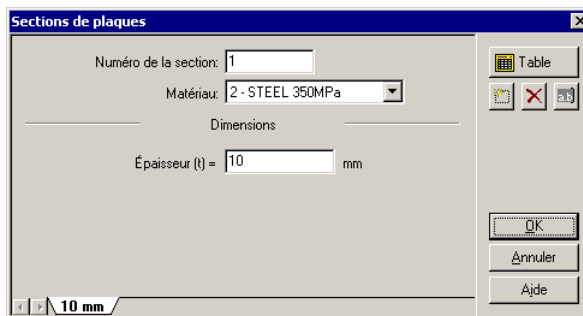 Sections de plaques
Numéro de la section: 1
Matériau: 2 - STEEL 350MPa
Dimensions
Épaisseur (t) = 10 mm
10 mm
Table
ab
OK
Annuler
Aide